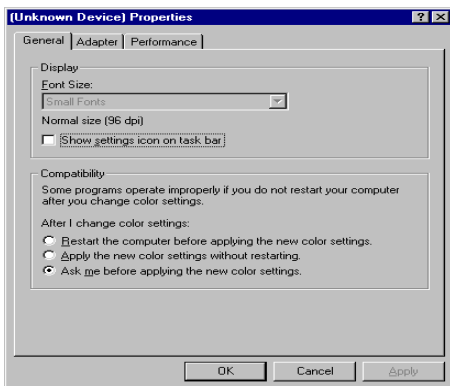 (Unknown Device) Properties
General Adapter Performance
Display
Font Size:
Small Fonts
Normal size (96 dpi)
Show settings icon on task bar
Compatibility
Some programs operate improperly if you do not restart your computer
after you change color settings.
After I change color settings:
Restart the computer before applying the new color settings.
Apply the new color settings without restarting.
Ask me before applying the new color settings.
OK Cancel Apply